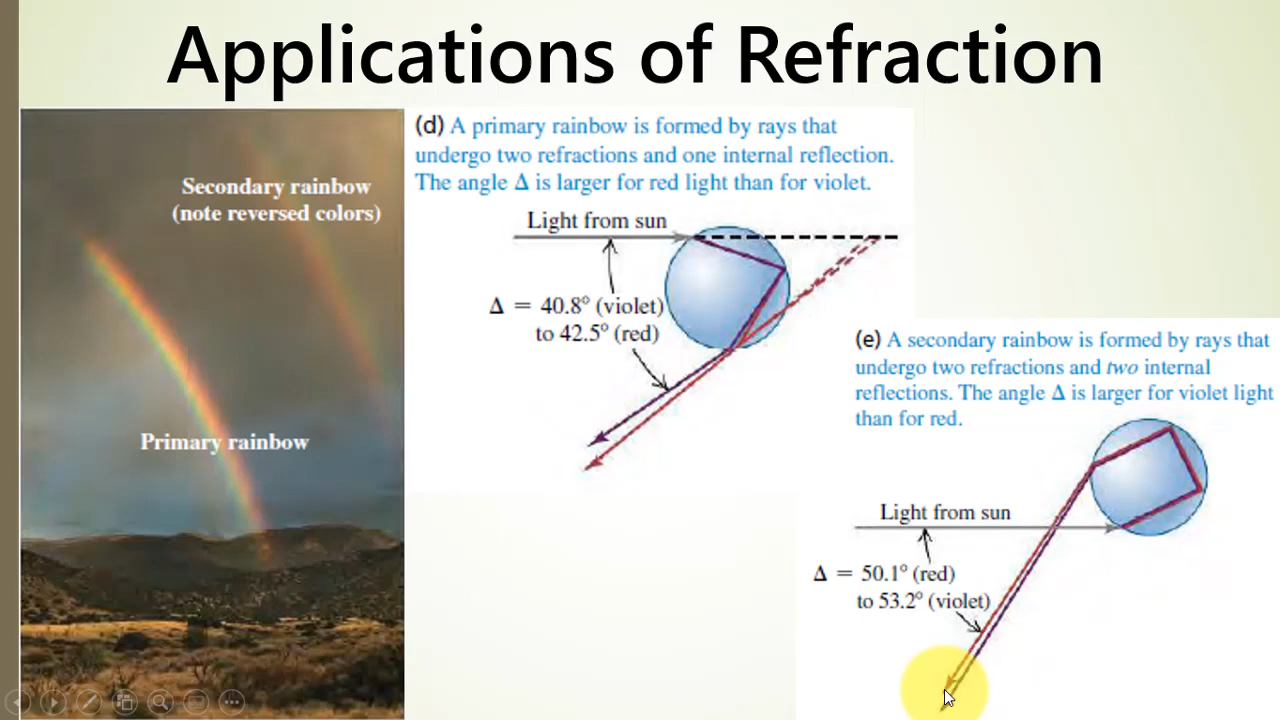 Applications of Refraction
Secondary rainbow
(note reversed colors)
Primary rainbow
(d) A primary rainbow is formed by rays that
undergo two refractions and one internal reflection.
The angle Δ is larger for red light than for violet.
Light from sun
Δ = 40.8° (violet)
to 42.5° (red)
(e) A secondary rainbow is formed by rays that
undergo two refractions and two internal
reflections. The angle Δ is larger for violet light
than for red.
Light from sun
Δ = 50.1° (red)
to 53.2° (violet)